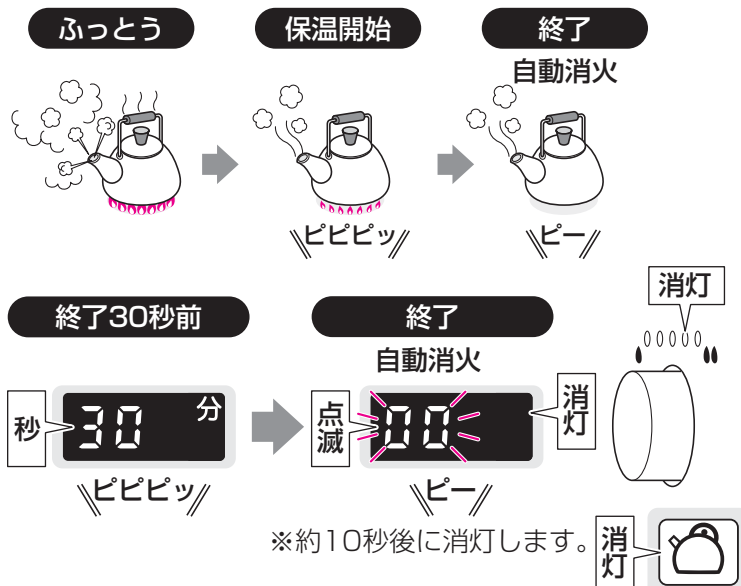 ふっとう
保温開始
終了
自動消火
ピピピッ
ピー
終了30秒前
終了
自動消火
消灯
秒
30
分
点滅
00
消灯
ピピピッ
ピー
※約10秒後に消灯します。
消灯